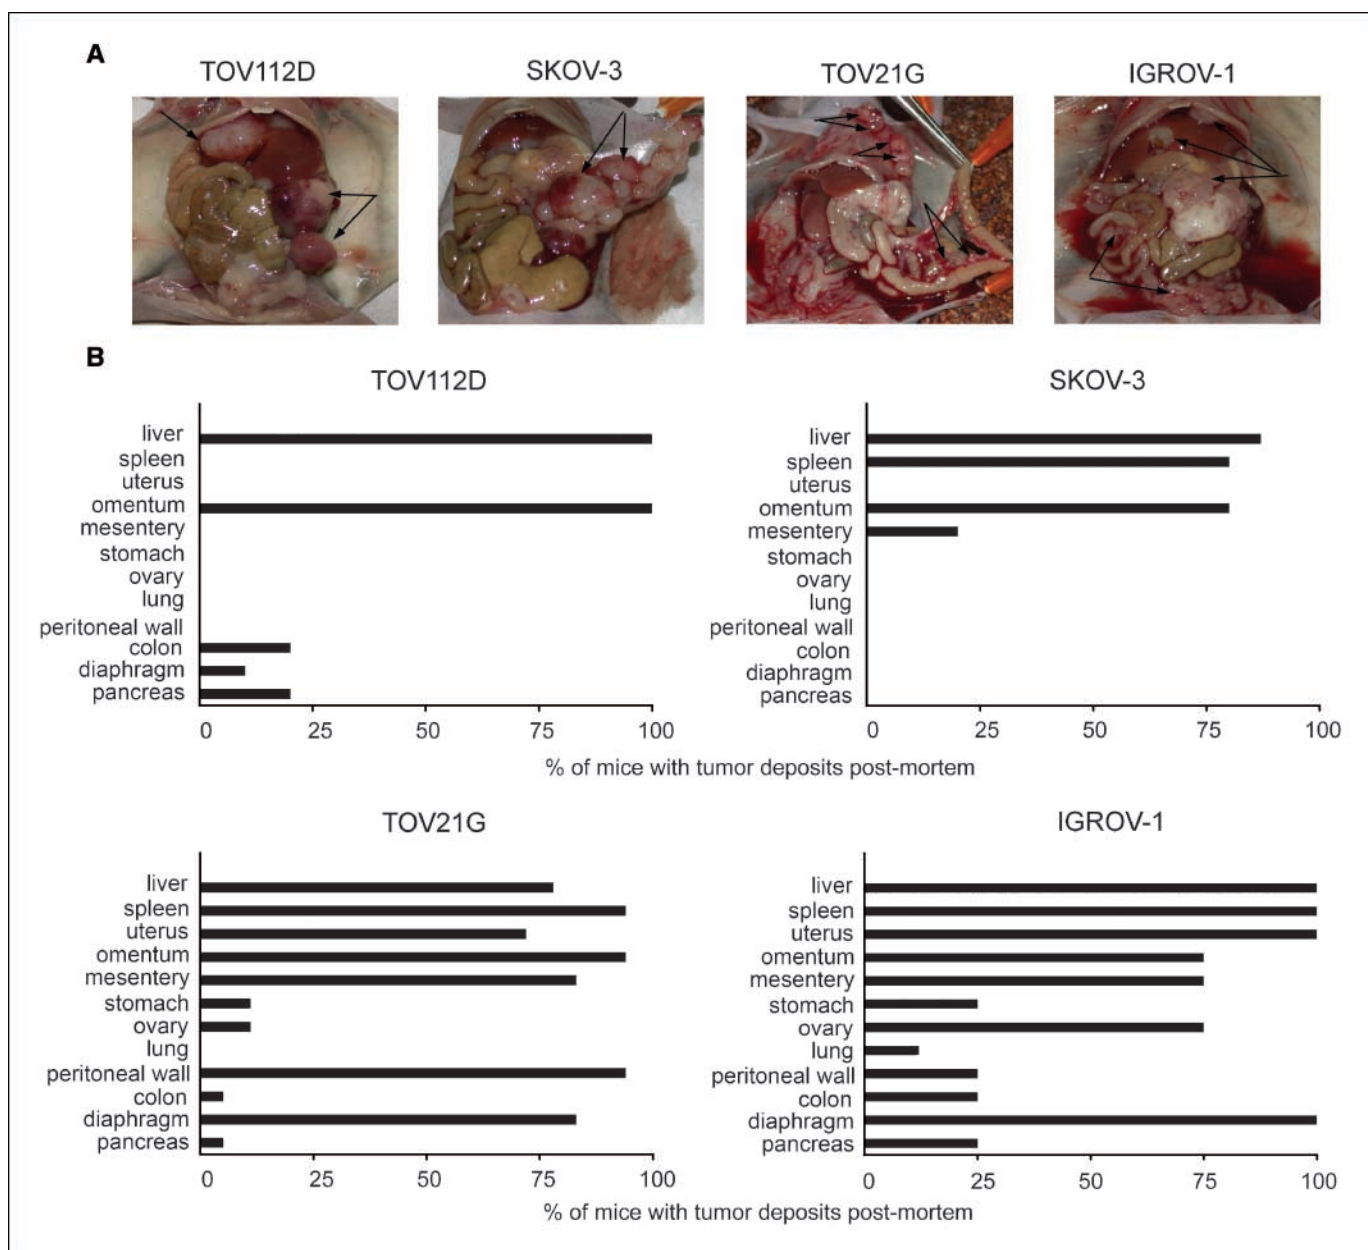 A
TOV112D
SKOV-3
TOV21G
IGROV-1
B
TOV112D
liver
spleen
uterus
omentum
mesentery
stomach
ovary
lung
peritoneal wall
colon
diaphragm
pancreas
0 25 50 75 100
SKOV-3
liver
spleen
uterus
omentum
mesentery
stomach
ovary
lung
peritoneal wall
colon
diaphragm
pancreas
0 25 50 75 100
% of mice with tumor deposits post-mortem
TOV21G
liver
spleen
uterus
omentum
mesentery
stomach
ovary
lung
peritoneal wall
colon
diaphragm
pancreas
0 25 50 75 100
IGROV-1
liver
spleen
uterus
omentum
mesentery
stomach
ovary
lung
peritoneal wall
colon
diaphragm
pancreas
0 25 50 75 100
% of mice with tumor deposits post-mortem